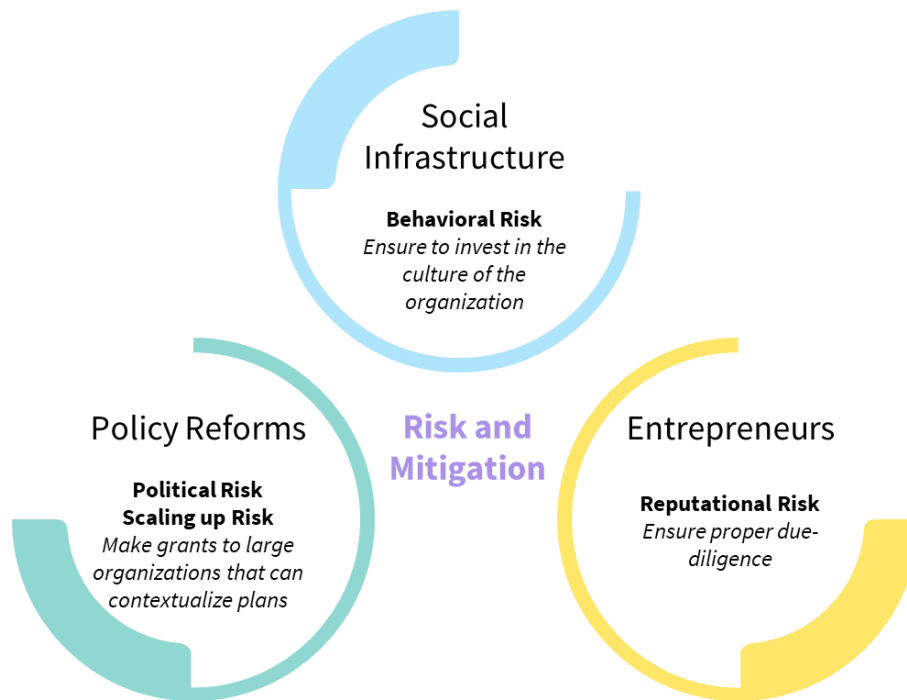 Social
Infrastructure
Behavioral Risk
Ensure to invest in the
culture of the
organization
Policy Reforms
Political Risk
Scaling up Risk
Make grants to large
organizations that can
contextualize plans
Risk and
Mitigation
Entrepreneurs
Reputational Risk
Ensure proper due-
diligence